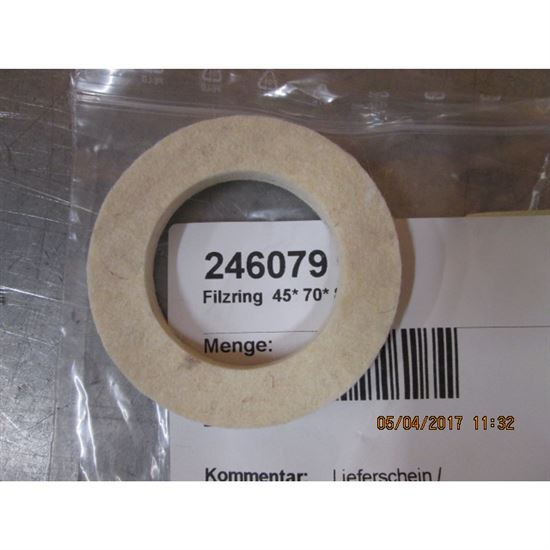 246079
Filzring 45* 70*
Menge:
05/04/2017 11:32
Kommentar: Lieferschein /